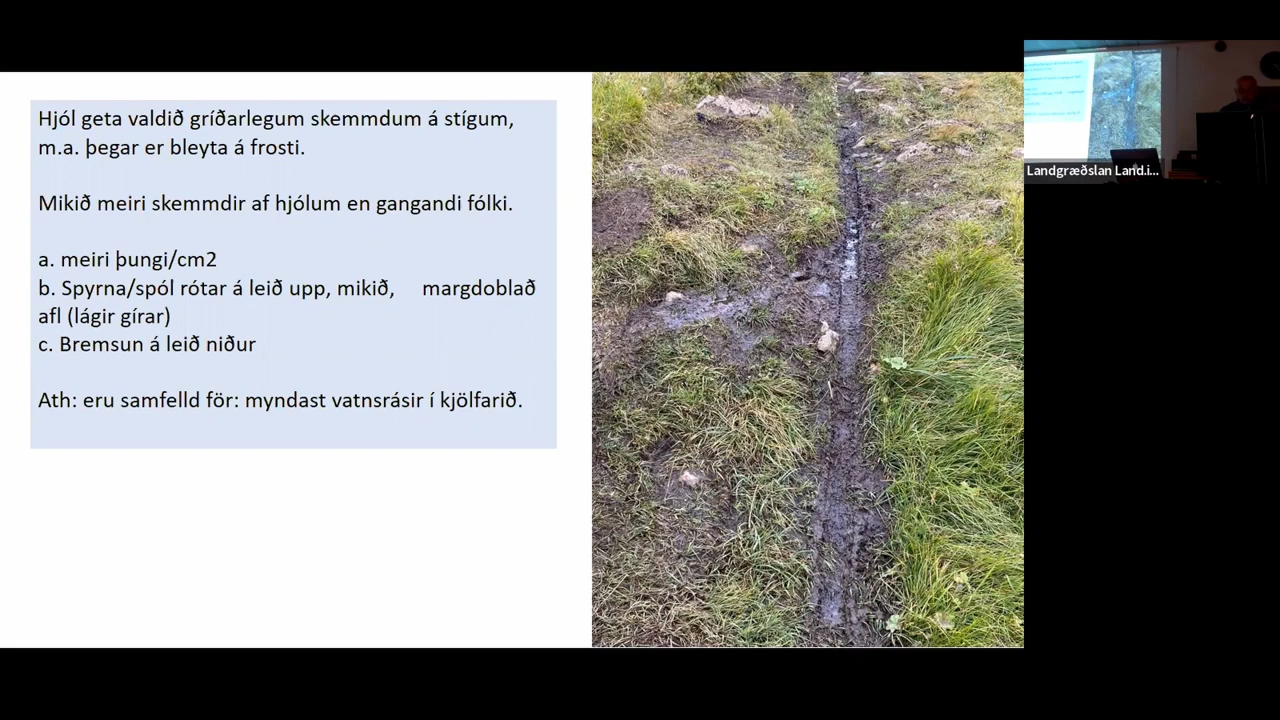 Hjól geta valdið gríðarlegum skemmdum á stígum,
m.a. þegar er bleyta á frosti.
Mikið meiri skemmdir af hjólum en gangandi fólki.
a. meiri þungi/cm2
b. Spyrna/spól rótar á leið upp, mikið, margdoblað
afl (lágir gírar)
c. Bremsun á leið niður
Ath: eru samfelld för: myndast vatnsrásir í kjölfarið.
Landgræðslan Land.i...